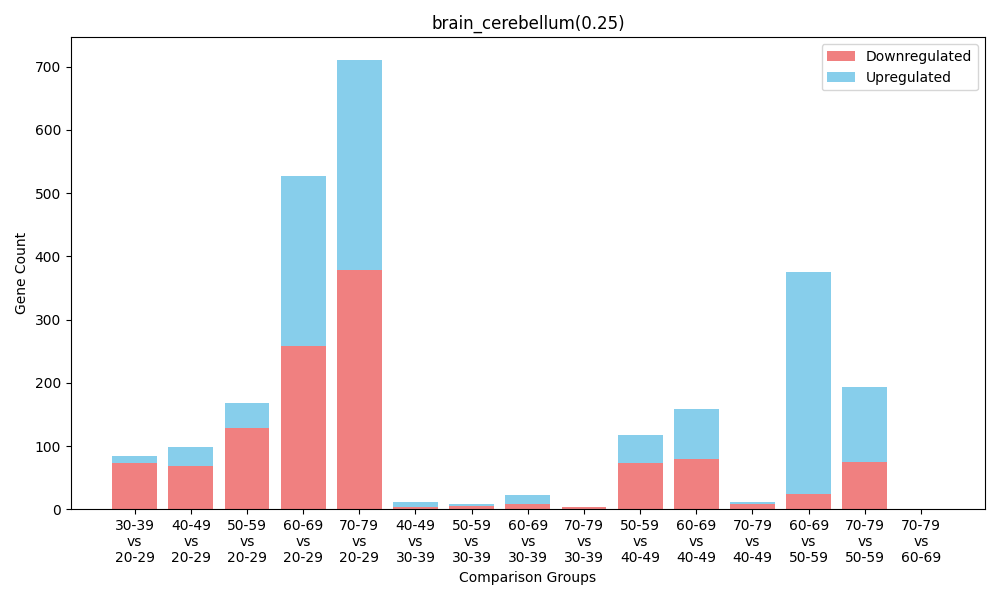 brain_cerebellum(0.25)
Downregulated
Upregulated
Gene Count
700
600
500
400
300
200
100
0
30-39 40-49 50-59 60-69 70-79 40-49 50-59 60-69 70-79 50-59 60-69 70-79 60-69 70-79 70-79
vs vs vs vs vs vs vs vs vs vs vs vs vs vs vs
20-29 20-29 20-29 20-29 20-29 30-39 30-39 30-39 30-39 40-49 40-49 40-49 50-59 50-59 60-69
Comparison Groups